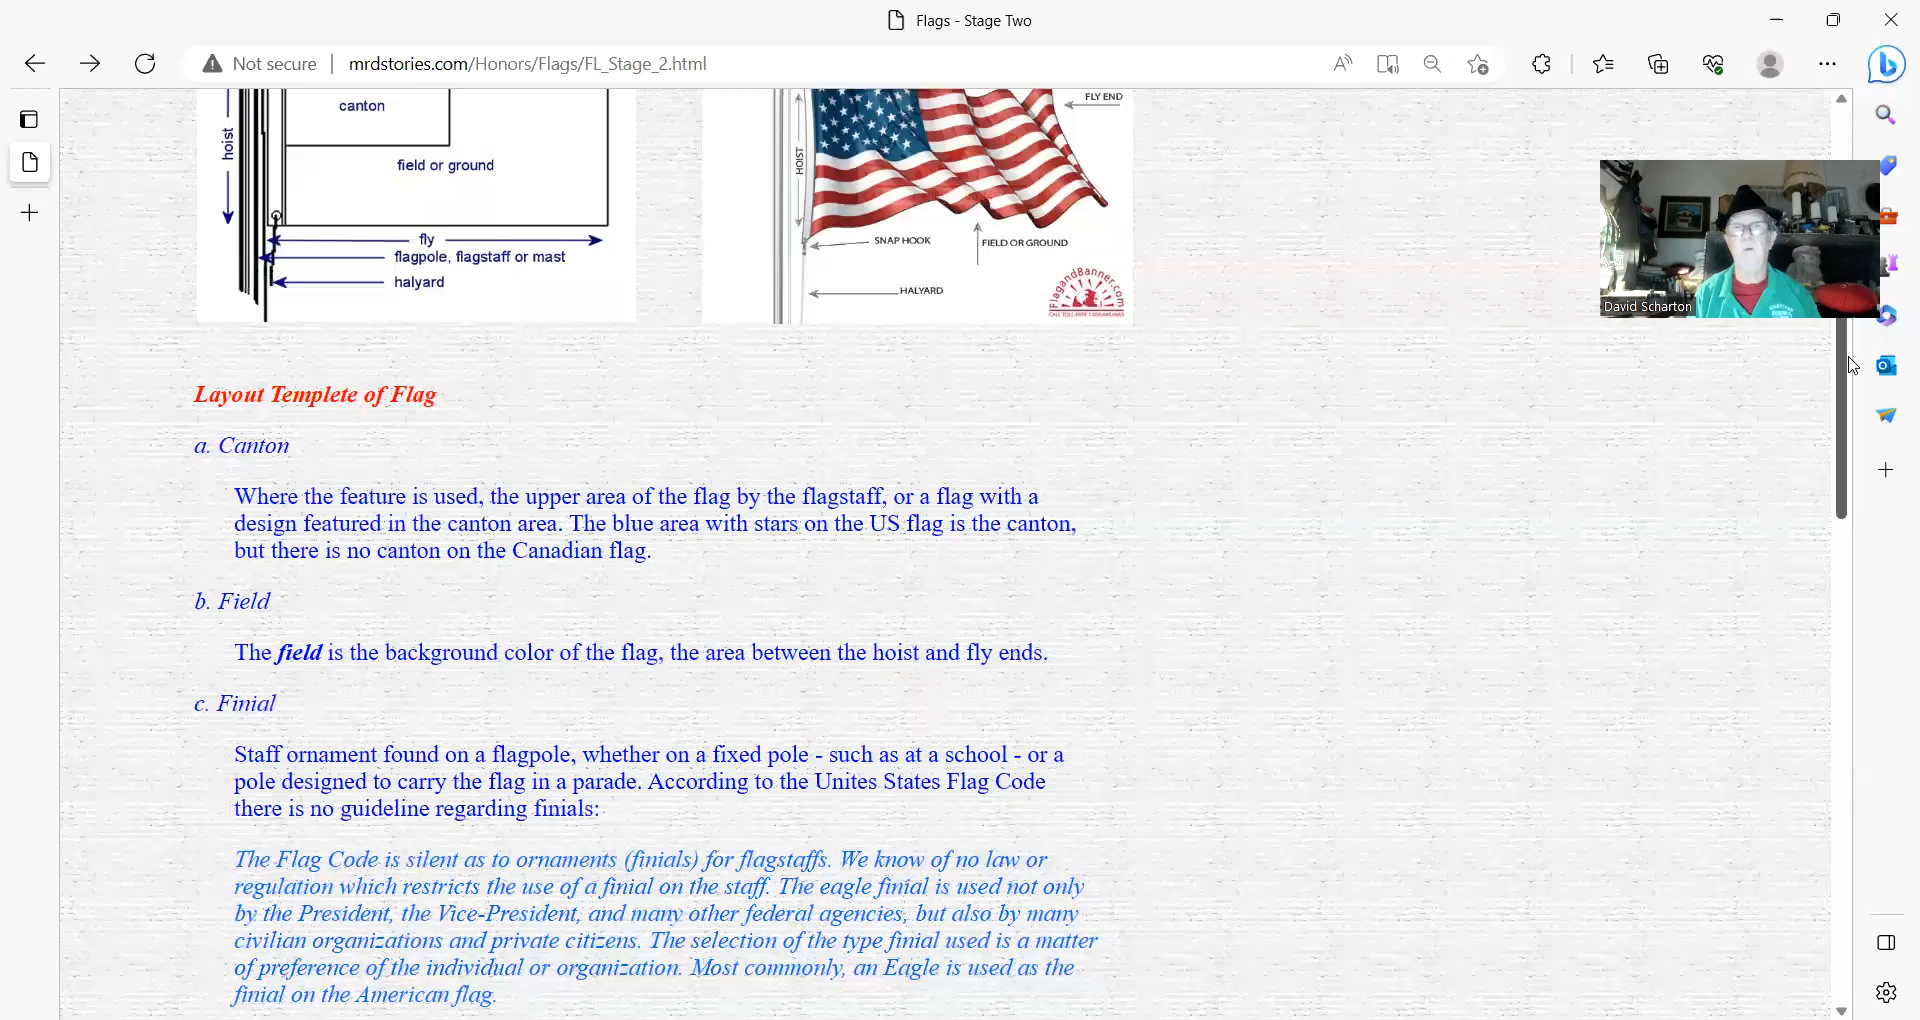 Flags - Stage Two
Not secure
mrdstories.com/Honors/Flags/FL_Stage_2.html
canton
hoist
field or ground
fly
flagpole, flagstaff or mast
halyard
FLY END
HOIST
SNAP HOOK
FIELD OR GROUND
HALYARD
FlagandBanner.com
David Scharton
Layout Templete of Flag
a. Canton
Where the feature is used, the upper area of the flag by the flagstaff, or a flag with a
design featured in the canton area. The blue area with stars on the US flag is the canton,
but there is no canton on the Canadian flag.
b. Field
The field is the background color of the flag, the area between the hoist and fly ends.
c. Finial
Staff ornament found on a flagpole, whether on a fixed pole - such as at a school - or a
pole designed to carry the flag in a parade. According to the Unites States Flag Code
there is no guideline regarding finials:
The Flag Code is silent as to ornaments (finials) for flagstaffs. We know of no law or
regulation which restricts the use of a finial on the staff. The eagle finial is used not only
by the President, the Vice-President, and many other federal agencies, but also by many
civilian organizations and private citizens. The selection of the type finial used is a matter
of preference of the individual or organization. Most commonly, an Eagle is used as the
finial on the American flag.